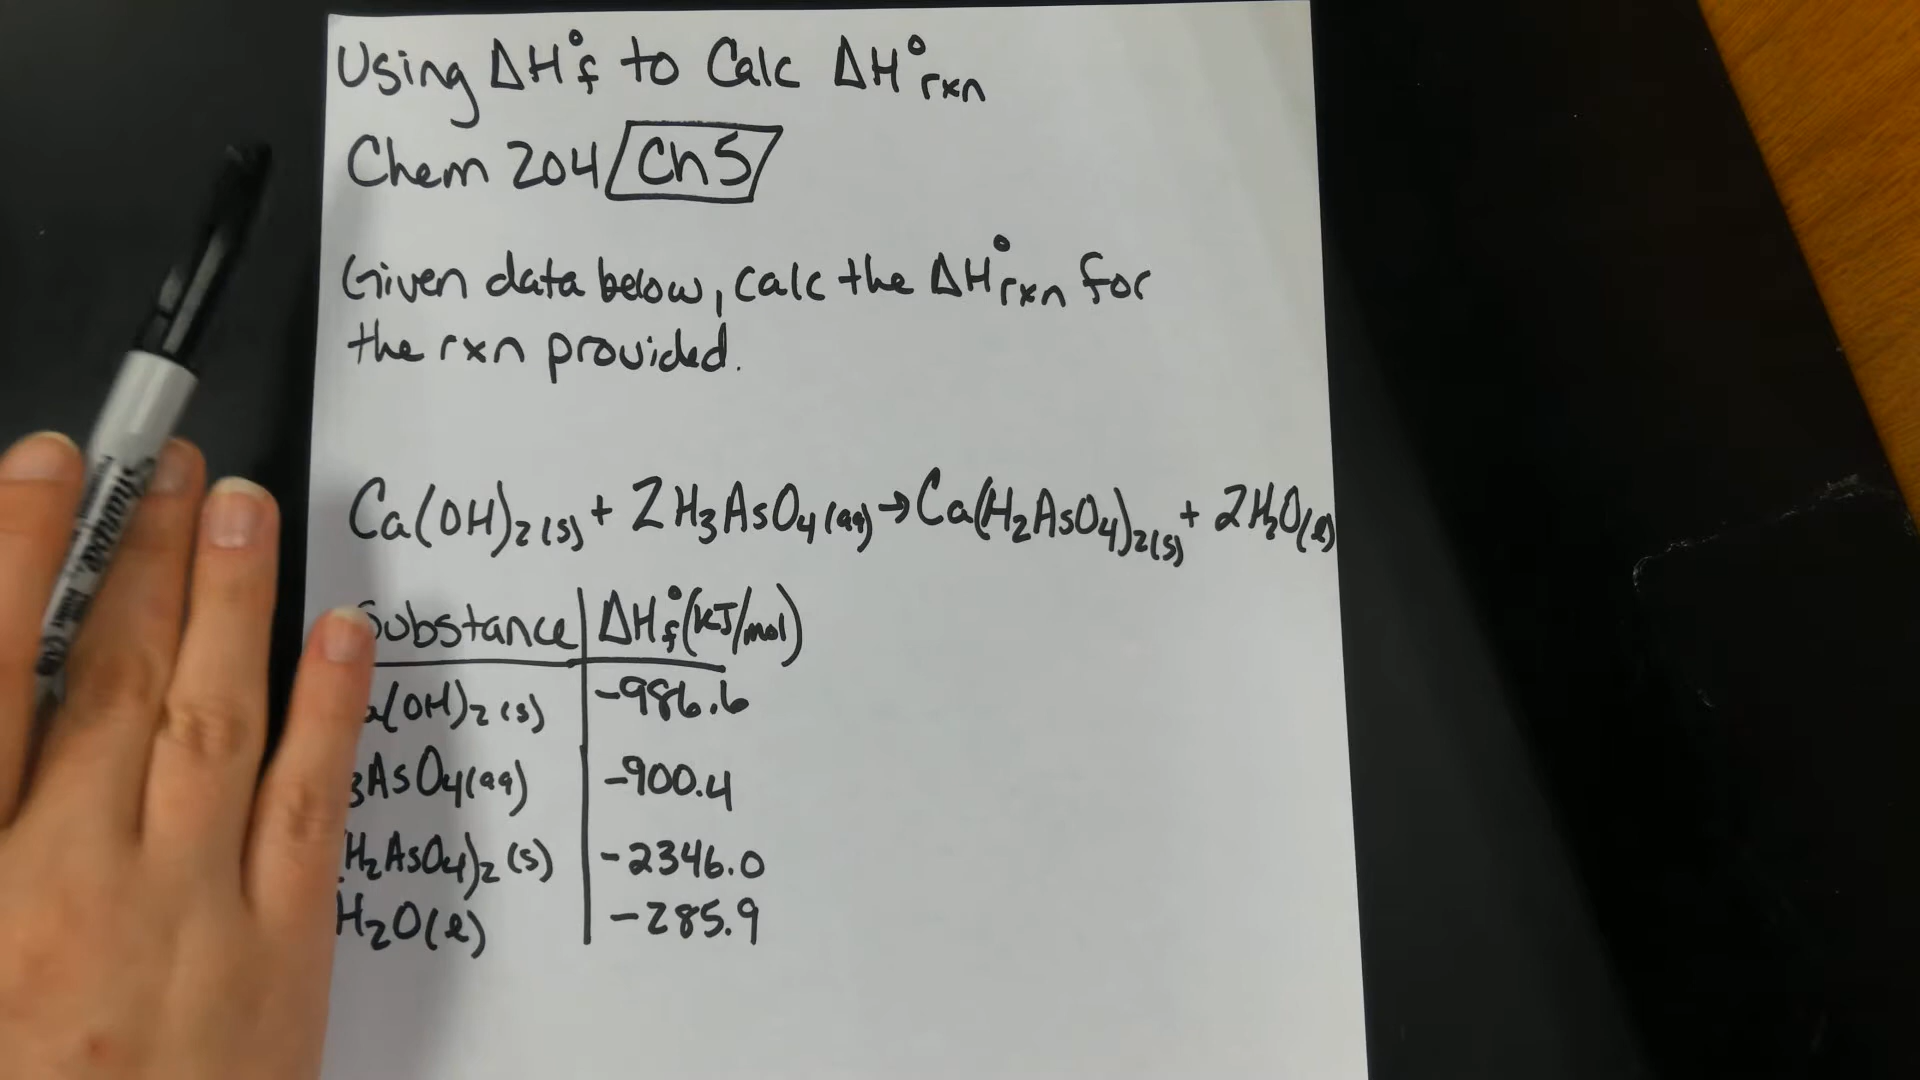 Using ΔH°f to Calc ΔH°rxn
Chem 204 Ch5
Given data below, calc the ΔH°rxn for
the rxn provided.
Ca(OH)2(s) + 2H3AsO4(aq) → Ca(H2AsO4)2(s) + 2H2O(l)
Substance ΔH°f(kJ/mol)
a(OH)2(s) -986.6
3AsO4(aq) -900.4
(H2AsO4)2(s) -2346.0
H2O(l) -285.9
Sharpie